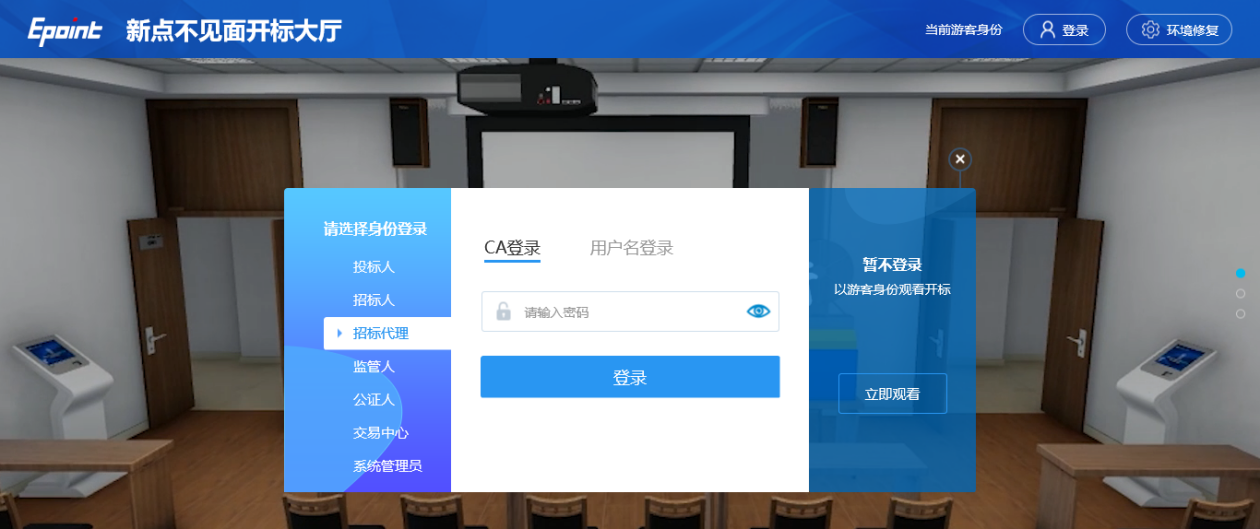 Epoint 新点不见面开标大厅
当前游客身份 登录 环境修复
请选择身份登录
投标人
招标人
招标代理
监管人
公证人
交易中心
系统管理员
CA登录 用户名登录
请输入密码
登录
暂不登录
以游客身份观看开标
立即观看